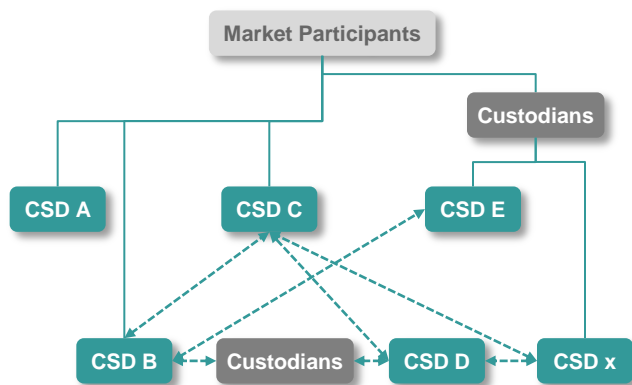 Market Participants
Custodians
CSD A
CSD C
CSD E
CSD B
Custodians
CSD D
CSD x